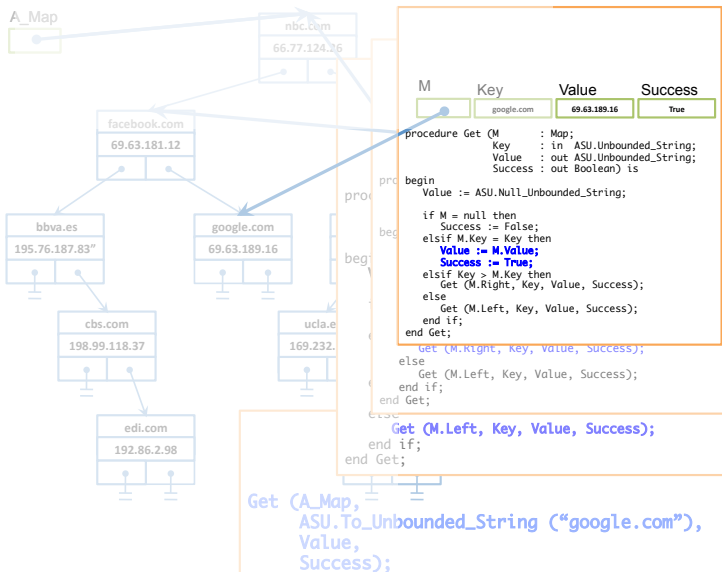 A_Map
nbc.com
66.77.124.26
facebook.com
69.63.181.12
bbva.es
195.76.187.83”
google.com
69.63.189.16
cbs.com
198.99.118.37
ucla.e
169.232.
edi.com
192.86.2.98
M Key Value Success
google.com 69.63.189.16 True
procedure Get (M : Map;
Key : in ASU.Unbounded_String;
Value : out ASU.Unbounded_String;
Success : out Boolean) is
begin
Value := ASU.Null_Unbounded_String;
if M = null then
Success := False;
elsif M.Key = Key then
Value := M.Value;
Success := True;
elsif Key > M.Key then
Get (M.Right, Key, Value, Success);
else
Get (M.Left, Key, Value, Success);
end if;
end Get;
Get (M.Right, Key, Value, Success);
else
Get (M.Left, Key, Value, Success);
end if;
end Get;
else
Get (M.Left, Key, Value, Success);
end if;
end Get;
Get (A_Map,
ASU.To_Unbounded_String (“google.com”),
Value,
Success);